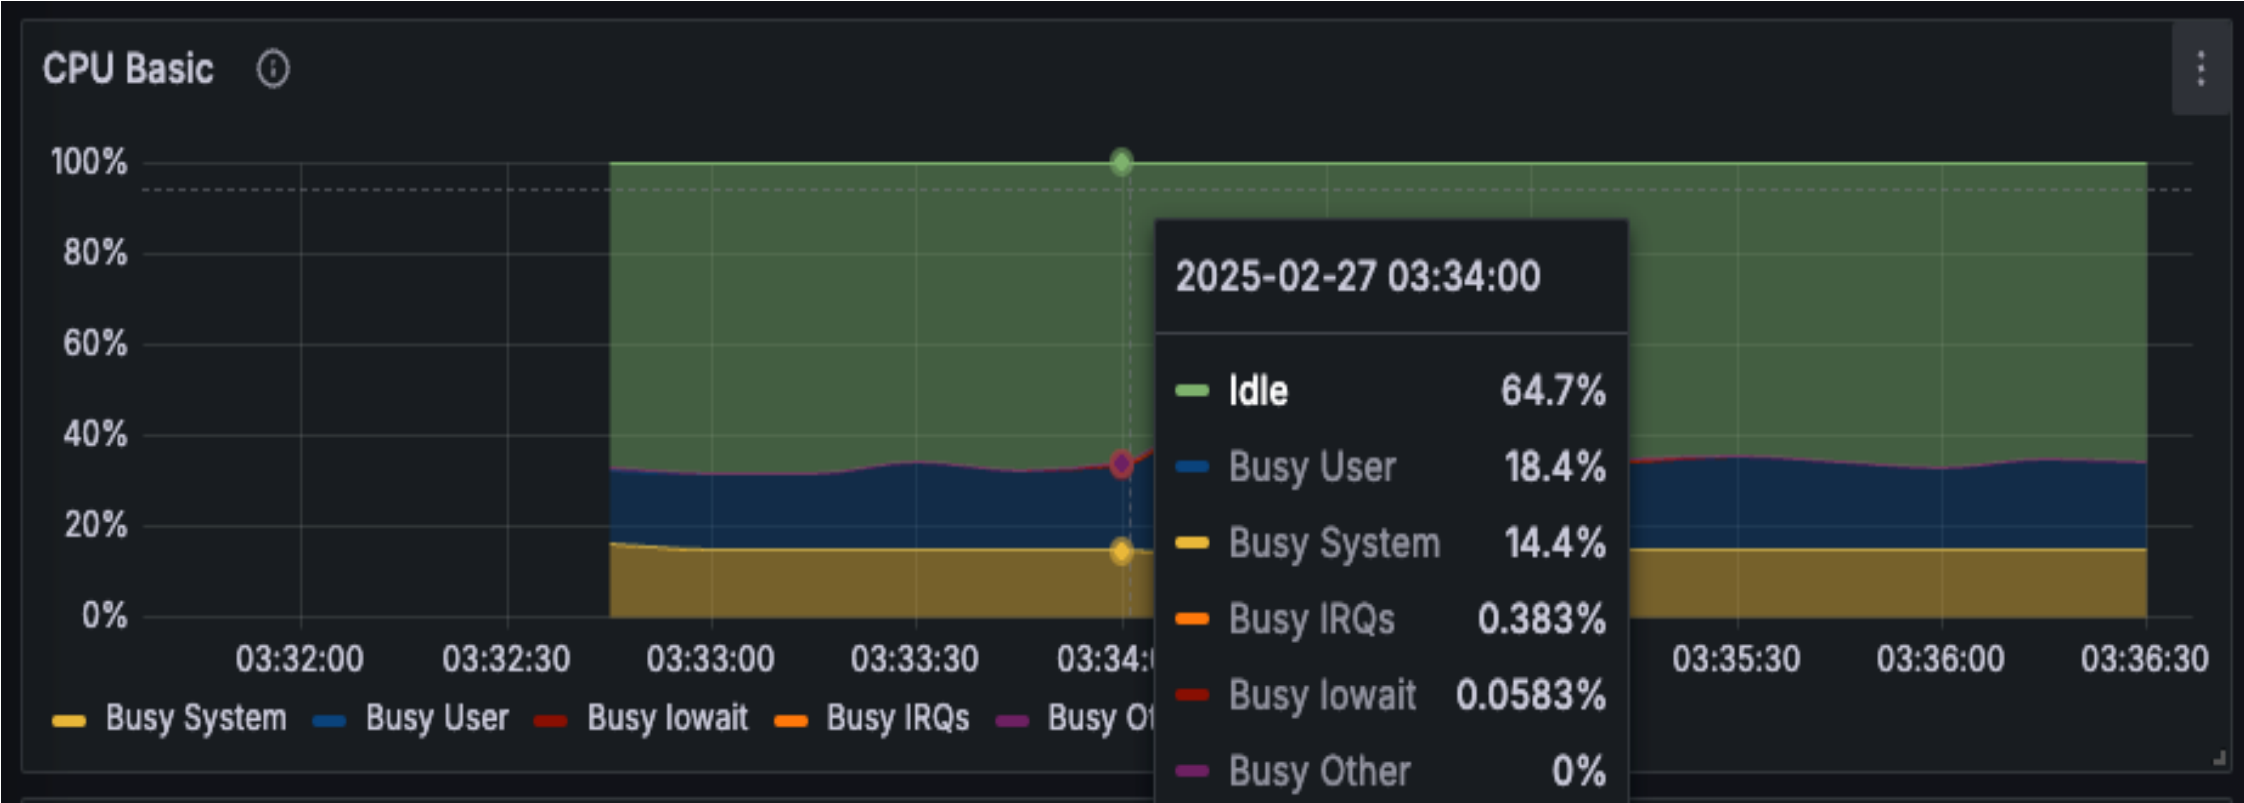 CPU Basic
100%
80%
60%
40%
20%
0%
03:32:00 03:32:30 03:33:00 03:33:30 03:34: 03:35:30 03:36:00 03:36:30
Busy System Busy User Busy Iowait Busy IRQs Busy
2025-02-27 03:34:00
Idle 64.7%
Busy User 18.4%
Busy System 14.4%
Busy IRQs 0.383%
Busy Iowait 0.0583%
Busy Other 0%